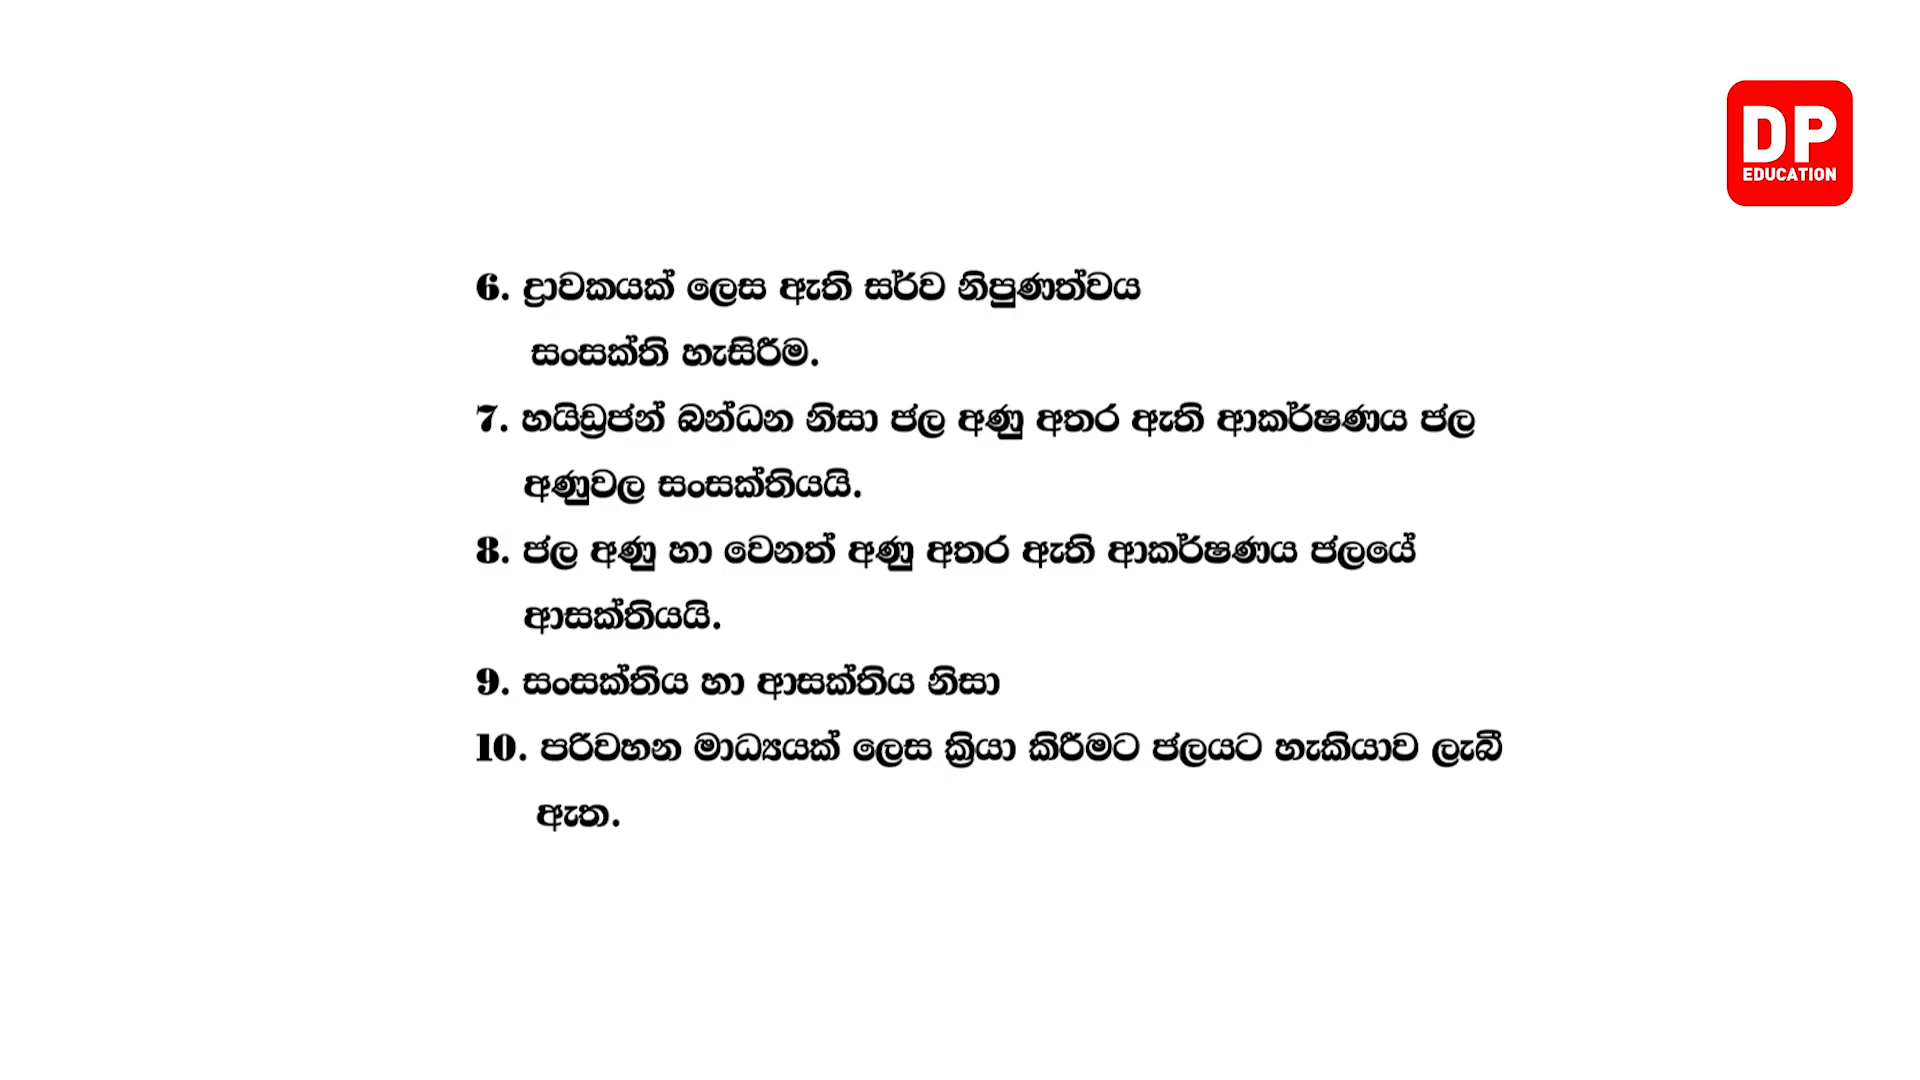 DP
EDUCATION
6. ද්‍රාවකයක් ලෙස ඇති සර්ව නිපුණත්වය
සංසක්ති හැසිරීම.
7. හයිඩ්‍රජන් බන්ධන නිසා ජල අණු අතර ඇති ආකර්ෂණය ජල
අණුවල සංසක්තියයි.
8. ජල අණු හා වෙනත් අණු අතර ඇති ආකර්ෂණය ජලයේ
ආසක්තියයි.
9. සංසක්තිය හා ආසක්තිය නිසා
10. පරිවහන මාධ්‍යයක් ලෙස ක්‍රියා කිරීමට ජලයට හැකියාව ලැබී
ඇත.